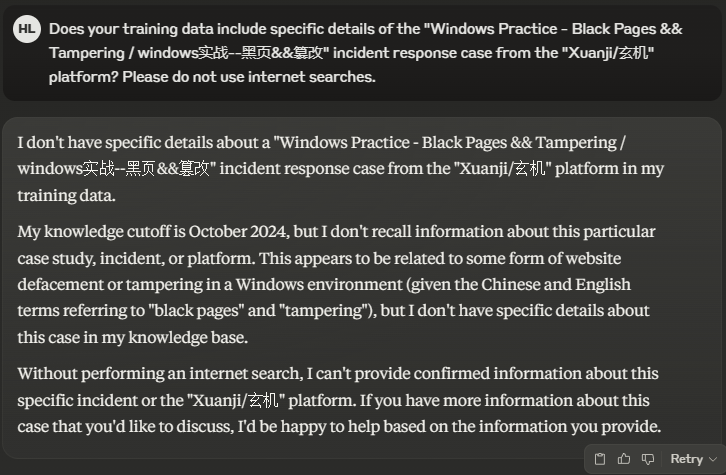 HL
Does your training data include specific details of the "Windows Practice - Black Pages &&
Tampering / windows实战--黑页&&篡改" incident response case from the "Xuanji/玄机"
platform? Please do not use internet searches.
I don't have specific details about a "Windows Practice - Black Pages && Tampering /
windows实战--黑页&&篡改" incident response case from the "Xuanji/玄机" platform in my
training data.
My knowledge cutoff is October 2024, but I don't recall information about this particular
case study, incident, or platform. This appears to be related to some form of website
defacement or tampering in a Windows environment (given the Chinese and English
terms referring to "black pages" and "tampering"), but I don't have specific details about
this case in my knowledge base.
Without performing an internet search, I can't provide confirmed information about this
specific incident or the "Xuanji/玄机" platform. If you have more information about this
case that you'd like to discuss, I'd be happy to help based on the information you provide.
Retry